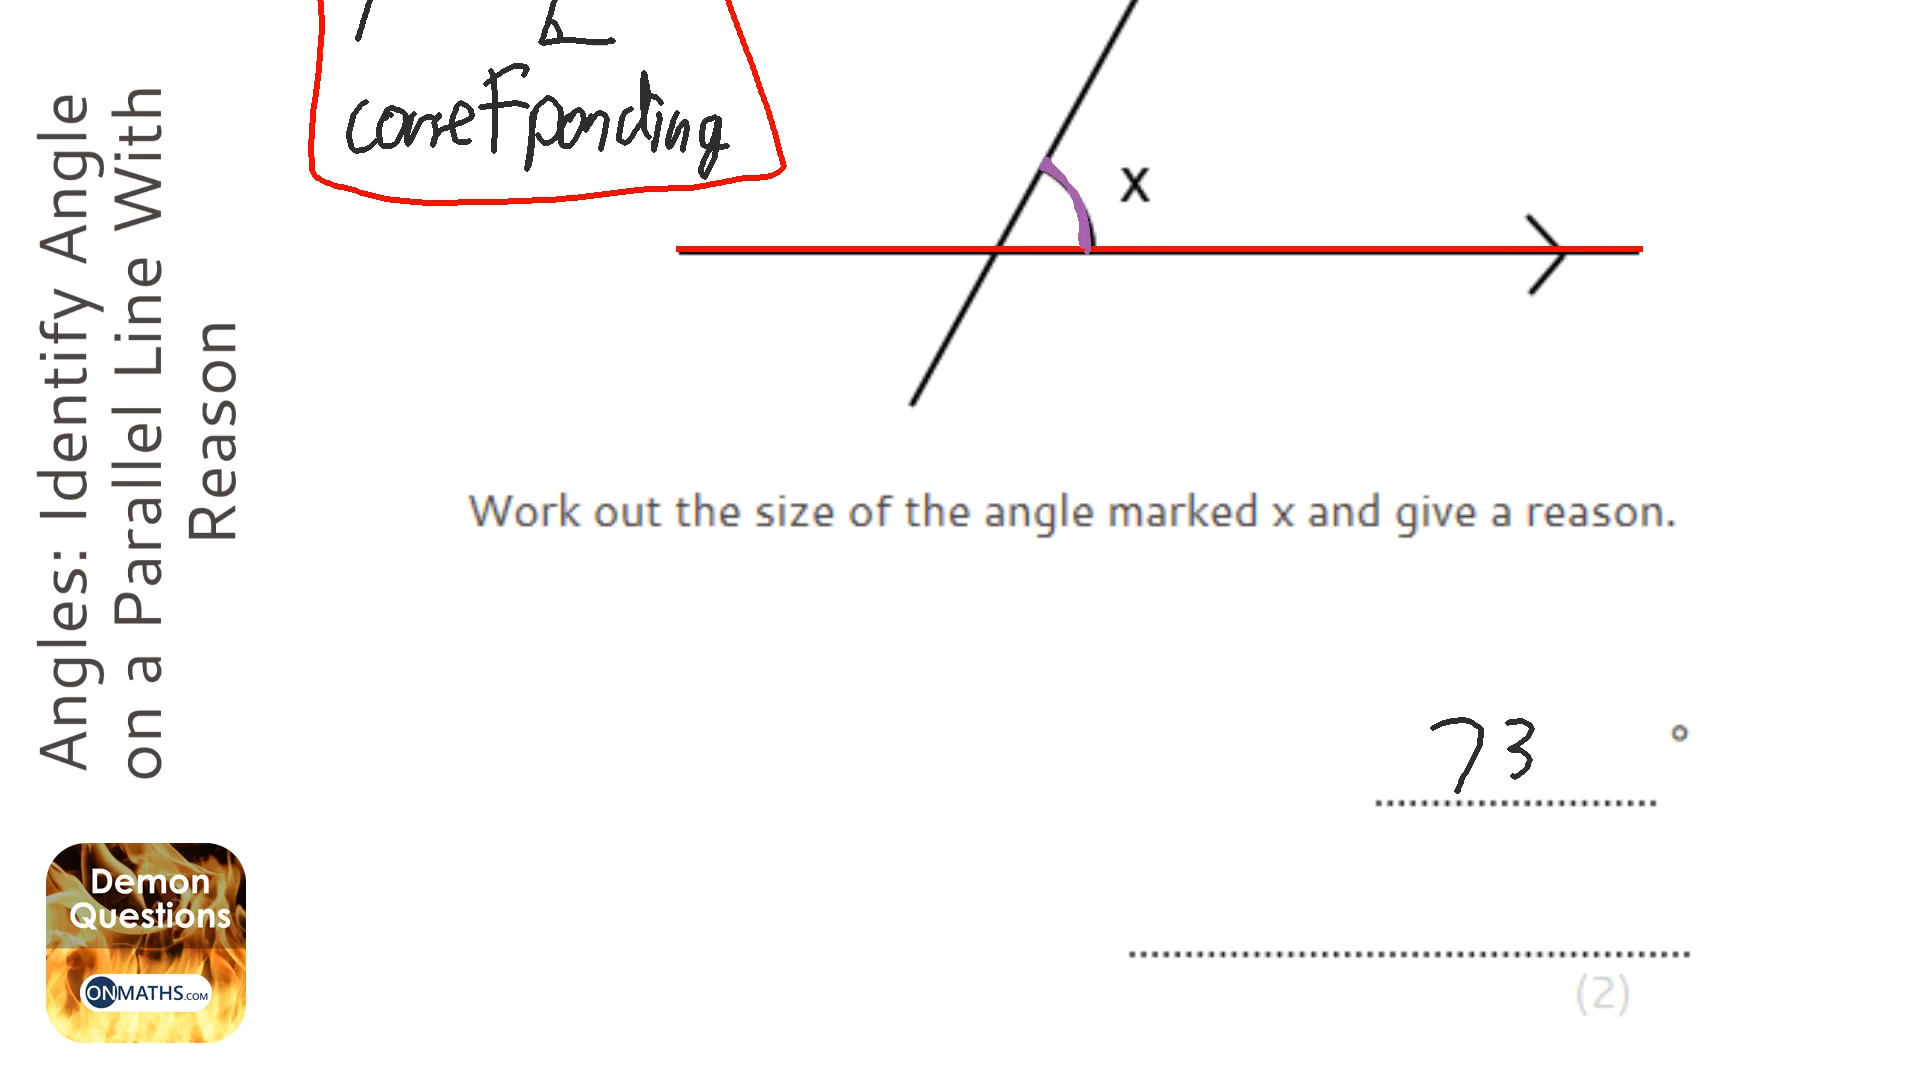 Angles: Identify Angle
on a Parallel Line With
Reason
correFponding
x
Work out the size of the angle marked x and give a reason.
73 °
(2)
Demon
Questions
ONMATHS.COM